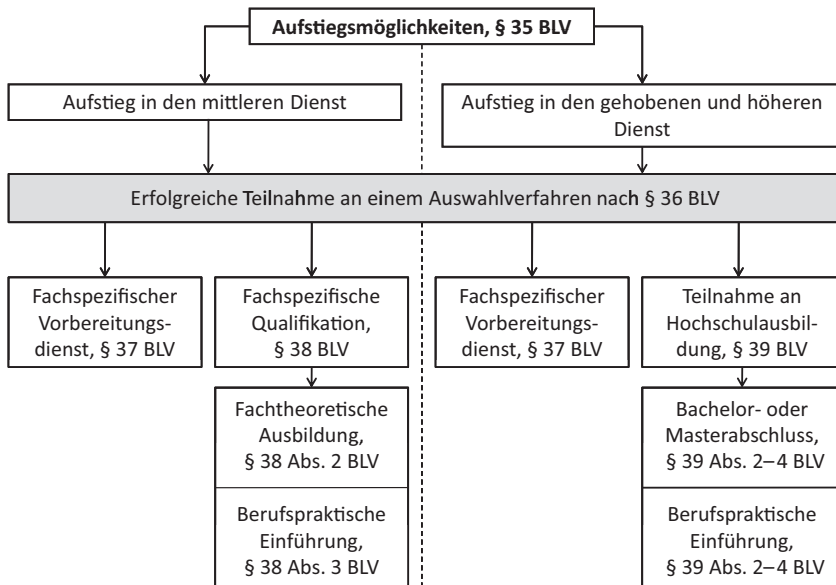 Aufstiegsmöglichkeiten, § 35 BLV
Aufstieg in den mittleren Dienst
Aufstieg in den gehobenen und höheren
Dienst
Erfolgreiche Teilnahme an einem Auswahlverfahren nach § 36 BLV
Fachspezifischer
Vorbereitungs-
dienst, § 37 BLV
Fachspezifische
Qualifikation,
§ 38 BLV
Fachspezifischer
Vorbereitungs-
dienst, § 37 BLV
Teilnahme an
Hochschulausbil-
dung, § 39 BLV
Fachtheoretische
Ausbildung,
§ 38 Abs. 2 BLV
Bachelor- oder
Masterabschluss,
§ 39 Abs. 2–4 BLV
Berufspraktische
Einführung,
§ 38 Abs. 3 BLV
Berufspraktische
Einführung,
§ 39 Abs. 2–4 BLV